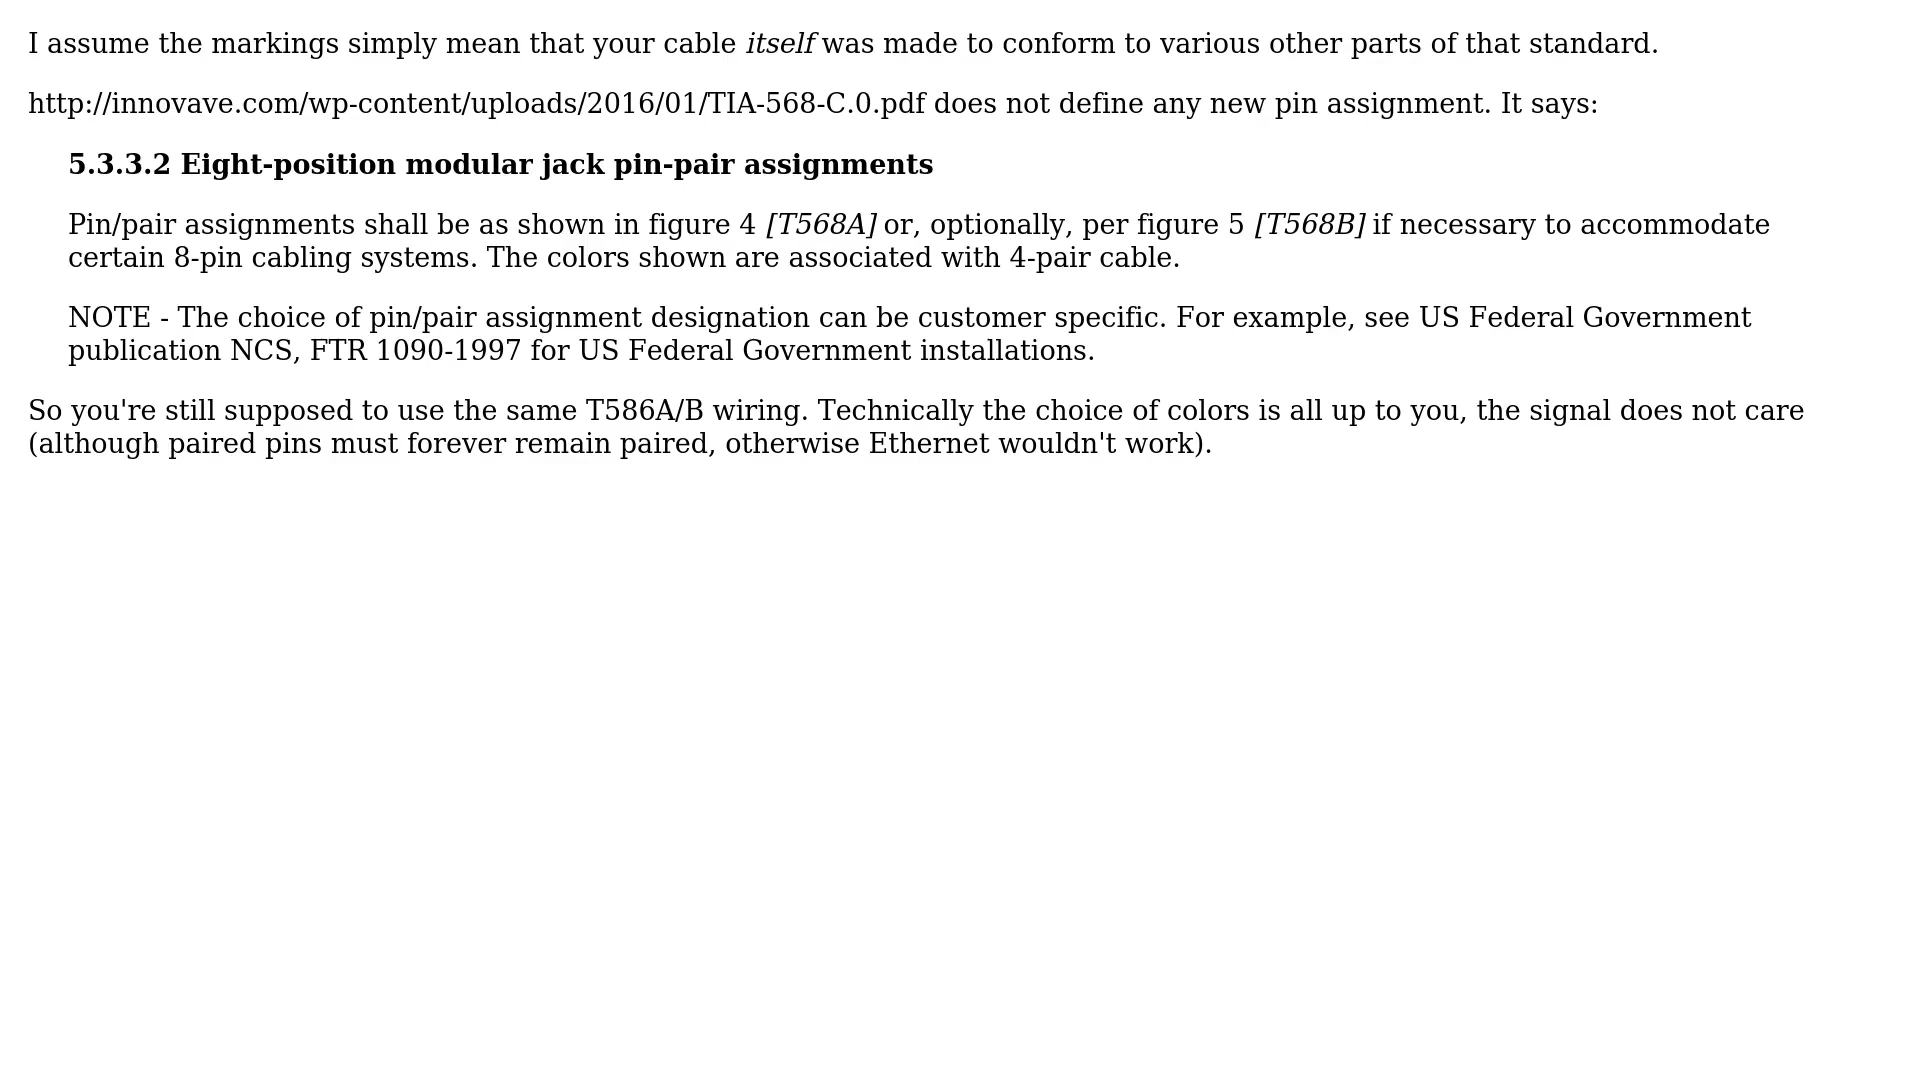 I assume the markings simply mean that your cable itself was made to conform to various other parts of that standard.
http://innovave.com/wp-content/uploads/2016/01/TIA-568-C.0.pdf does not define any new pin assignment. It says:
5.3.3.2 Eight-position modular jack pin-pair assignments
Pin/pair assignments shall be as shown in figure 4 [T568A] or, optionally, per figure 5 [T568B] if necessary to accommodate
certain 8-pin cabling systems. The colors shown are associated with 4-pair cable.
NOTE - The choice of pin/pair assignment designation can be customer specific. For example, see US Federal Government
publication NCS, FTR 1090-1997 for US Federal Government installations.
So you're still supposed to use the same T586A/B wiring. Technically the choice of colors is all up to you, the signal does not care
(although paired pins must forever remain paired, otherwise Ethernet wouldn't work).